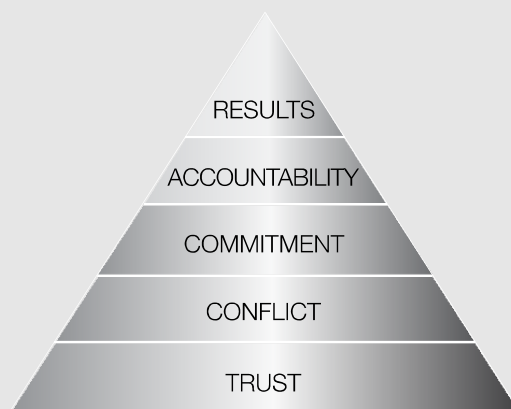 RESULTS
ACCOUNTABILITY
COMMITMENT
CONFLICT
TRUST